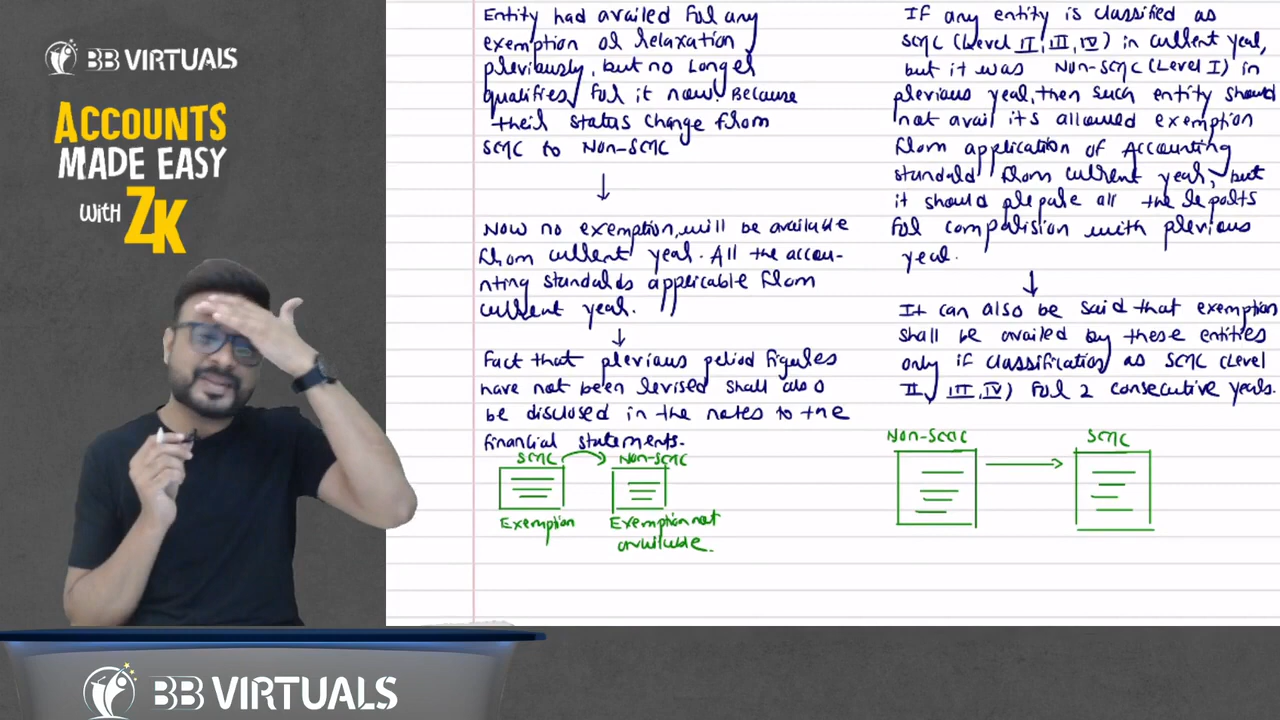 BB VIRTUALS
ACCOUNTS
MADE EASY
with ZK
Entity had availed for any
exemption or relaxation
previously, but no longer
qualifies for it now. Because
their status change from
SMC to Non-SMC
Now no exemption will be available
from current year. All the accou-
nting standards applicable from
current year.
Fact that previous period figures
have not been revised shall also
be disclosed in the notes to the
financial statements.
SMC Non-SMC
Exemption Exemption not
available.
If any entity is classified as
SMC (Level II, III, IV) in current year,
but it was Non-SMC (Level I) in
previous year, then such entity should
not avail its allowed exemption
from application of Accounting
standard from current year, but
it should prepare all the reports
for comparision with previous
year.
It can also be said that exemption
shall be availed by these entities
only if classification as SMC (Level
II, III, IV) for 2 consecutive years.
Non-SMC SMC
BB VIRTUALS